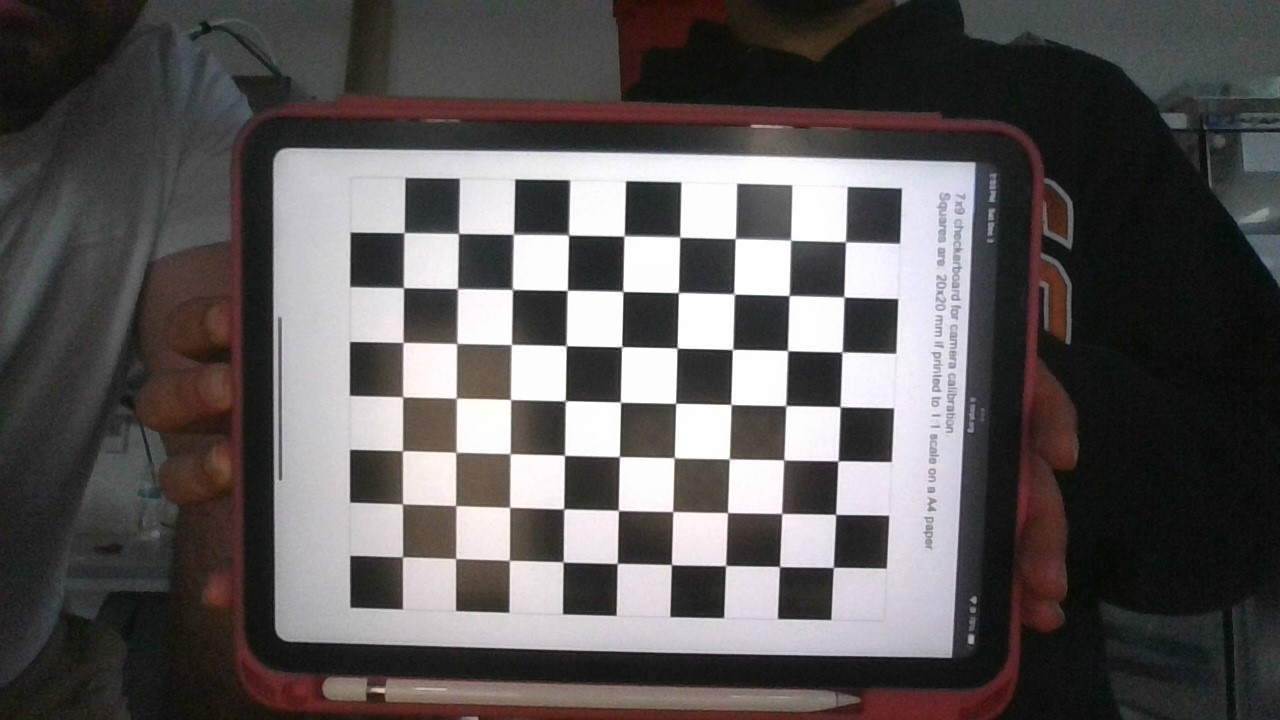 7x9 checkerboard for camera calibration.
Squares are: 20x20 mm if printed to 1:1 scale on a A4 paper